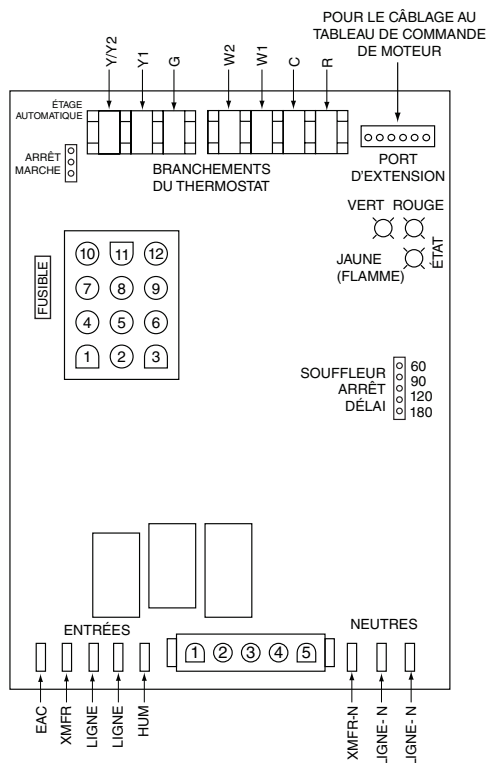 POUR LE CÂBLAGE AU
TABLEAU DE COMMANDE
DE MOTEUR
Y/Y2
Y1
G
W2
W1
C
R
ÉTAGE
AUTOMATIQUE
ARRÊT
MARCHE
BRANCHEMENTS
DU THERMOSTAT
PORT
D'EXTENSION
VERT ROUGE
JAUNE
(FLAMME)
ÉTAT
FUSIBLE
10 11 12
7 8 9
4 5 6
1 2 3
SOUFFLEUR
ARRÊT
DÉLAI
60
90
120
180
ENTRÉES
NEUTRES
1 2 3 4 5
EAC
XMFR
LIGNE
LIGNE
HUM
XMFR-N
LIGNE- N
LIGNE- N